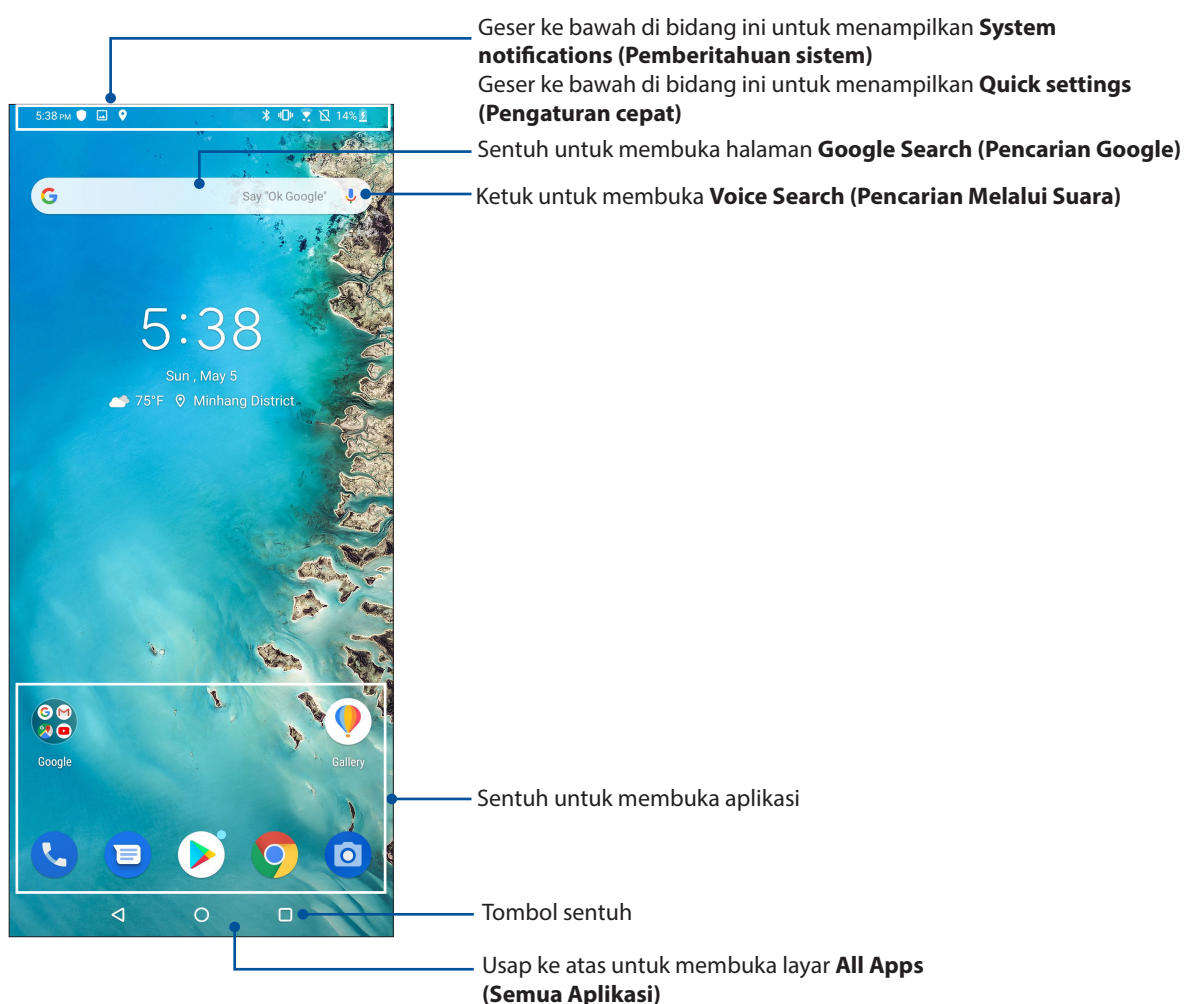 Geser ke bawah di bidang ini untuk menampilkan System
notifications (Pemberitahuan sistem)
Geser ke bawah di bidang ini untuk menampilkan Quick settings
(Pengaturan cepat)
5:38 PM
14%
Sentuh untuk membuka halaman Google Search (Pencarian Google)
Say "Ok Google"
Ketuk untuk membuka Voice Search (Pencarian Melalui Suara)
5:38
Sun , May 5
75°F Minhang District
Google
Gallery
Sentuh untuk membuka aplikasi
Tombol sentuh
Usap ke atas untuk membuka layar All Apps
(Semua Aplikasi)